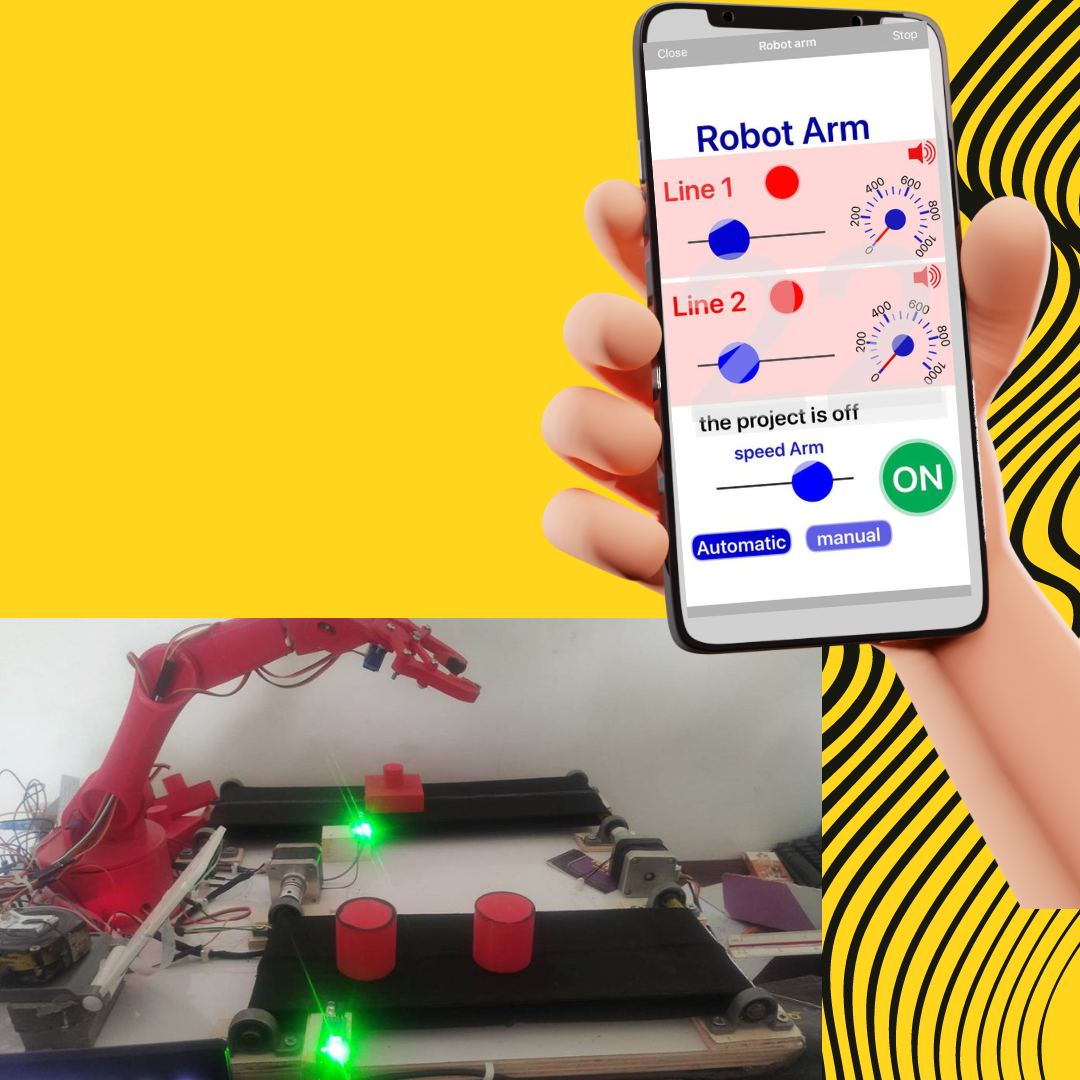 Close Robot arm Stop
Robot Arm
Line 1
0 200 400 600 800 1000
Line 2
0 200 400 600 800 1000
the project is off
speed Arm
ON
Automatic manual